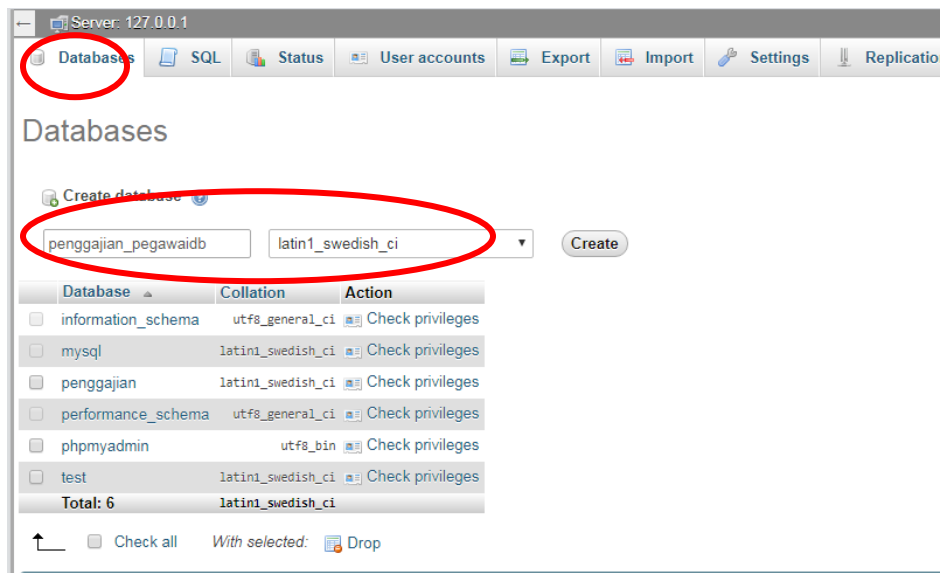 Server: 127.0.0.1
Databases SQL Status User accounts Export Import Settings Replicatio
Databases
Create database
penggajian_pegawaidb latin1_swedish_ci Create
Database Collation Action
information_schema utf8_general_ci Check privileges
mysql latin1_swedish_ci Check privileges
penggajian latin1_swedish_ci Check privileges
performance_schema utf8_general_ci Check privileges
phpmyadmin utf8_bin Check privileges
test latin1_swedish_ci Check privileges
Total: 6 latin1_swedish_ci
Check all With selected: Drop